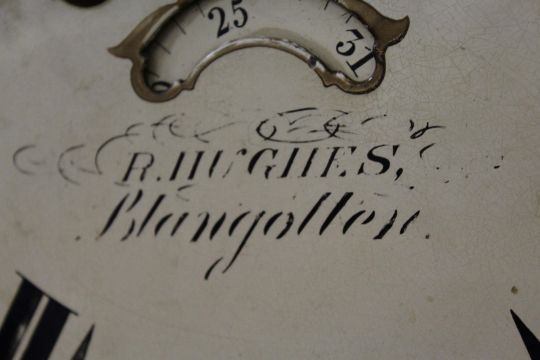 25 31
R. HUGHES,
Llangollen.